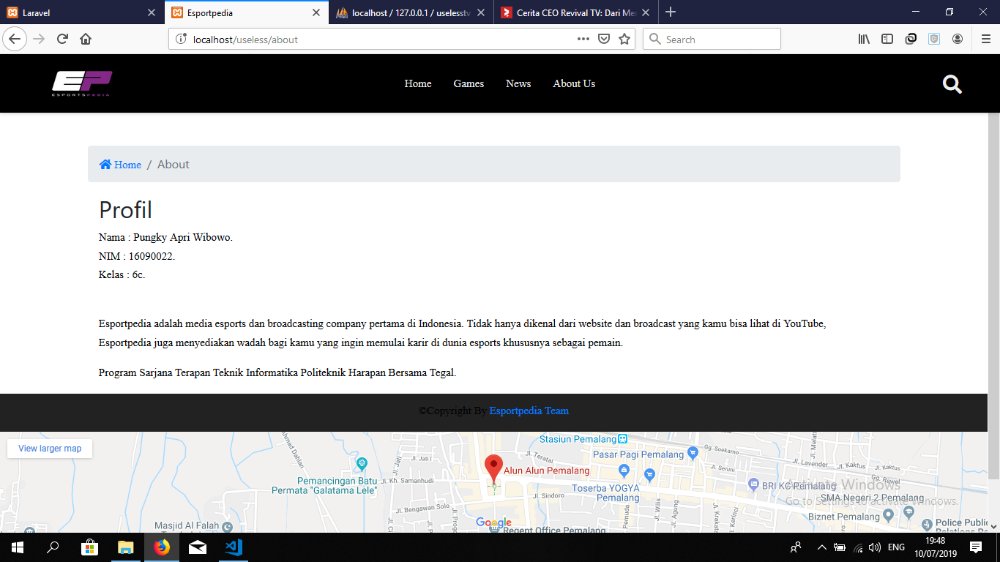 Laravel
Esportpedia
localhost / 127.0.0.1 / uselesstv
Cerita CEO Revival TV: Dari Mer
localhost/useless/about
Search
EP
ESPORTSPEDIA
Home
Games
News
About Us
Home / About
Profil
Nama : Pungky Apri Wibowo.
NIM : 16090022.
Kelas : 6c.
Esportpedia adalah media esports dan broadcasting company pertama di Indonesia. Tidak hanya dikenal dari website dan broadcast yang kamu bisa lihat di YouTube,
Esportpedia juga menyediakan wadah bagi kamu yang ingin memulai karir di dunia esports khususnya sebagai pemain.
Program Sarjana Terapan Teknik Informatika Politeknik Harapan Bersama Tegal.
©Copyright By Esportpedia Team
View larger map
Ahmad Dahlan
Pemancingan Batu
Permata "Galatama Lele"
Masjid Al Falah
Jl. Jati
Jl. Jati
Jl. Kh. Samanhudi
Jl. Bengawan Solo
Stasiun Pemalang
Jl. Teratai
Alun Alun Pemalang
Jl. Sindoro
Google
Regent Office Pemalang
Pasar Pagi Pemalang
Toserba YOGYA
Pemalang
Jl. Wilis
Jl. Agung
Jl. Kerinci
Gg. Soekarno
Jl. Seruni
Jl. Melati
Jl. Lavender
Jl. Kaktus
Jl. Kaktus
Gg. Rewel
BRI KC Pemalang
SMA Negeri 2 Pemalang
Biznet Pemalang
Police Public
Relations
Activate Windows
Go to Settings to activate Windows.
ENG
19:48
10/07/2019